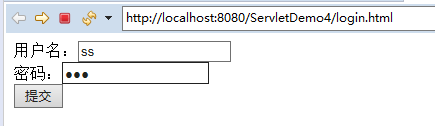 http://localhost:8080/ServletDemo4/login.html
用户名：ss
密码：●●●
提交